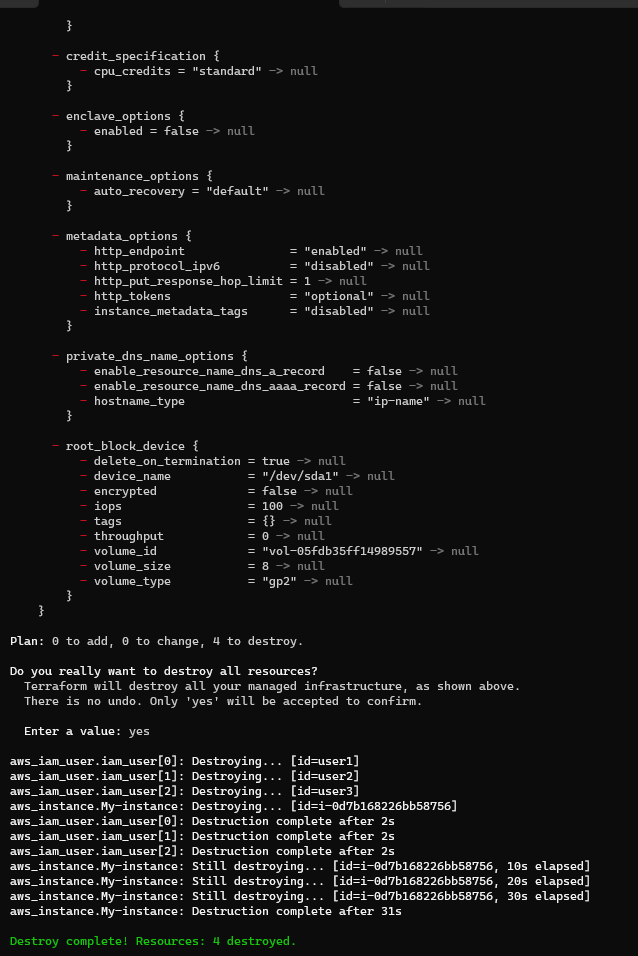 }

      - credit_specification {
          - cpu_credits = "standard" -> null
        }

      - enclave_options {
          - enabled = false -> null
        }

      - maintenance_options {
          - auto_recovery = "default" -> null
        }

      - metadata_options {
          - http_endpoint               = "enabled" -> null
          - http_protocol_ipv6          = "disabled" -> null
          - http_put_response_hop_limit = 1 -> null
          - http_tokens                 = "optional" -> null
          - instance_metadata_tags      = "disabled" -> null
        }

      - private_dns_name_options {
          - enable_resource_name_dns_a_record    = false -> null
          - enable_resource_name_dns_aaaa_record = false -> null
          - hostname_type                        = "ip-name" -> null
        }

      - root_block_device {
          - delete_on_termination = true -> null
          - device_name           = "/dev/sda1" -> null
          - encrypted             = false -> null
          - iops                  = 100 -> null
          - tags                  = {} -> null
          - throughput            = 0 -> null
          - volume_id             = "vol-05fdb35ff14989557" -> null
          - volume_size           = 8 -> null
          - volume_type           = "gp2" -> null
        }
    }

Plan: 0 to add, 0 to change, 4 to destroy.

Do you really want to destroy all resources?
  Terraform will destroy all your managed infrastructure, as shown above.
  There is no undo. Only 'yes' will be accepted to confirm.

  Enter a value: yes

aws_iam_user.iam_user[0]: Destroying... [id=user1]
aws_iam_user.iam_user[1]: Destroying... [id=user2]
aws_iam_user.iam_user[2]: Destroying... [id=user3]
aws_instance.My-instance: Destroying... [id=i-0d7b168226bb58756]
aws_iam_user.iam_user[0]: Destruction complete after 2s
aws_iam_user.iam_user[1]: Destruction complete after 2s
aws_iam_user.iam_user[2]: Destruction complete after 2s
aws_instance.My-instance: Still destroying... [id=i-0d7b168226bb58756, 10s elapsed]
aws_instance.My-instance: Still destroying... [id=i-0d7b168226bb58756, 20s elapsed]
aws_instance.My-instance: Still destroying... [id=i-0d7b168226bb58756, 30s elapsed]
aws_instance.My-instance: Destruction complete after 31s

Destroy complete! Resources: 4 destroyed.